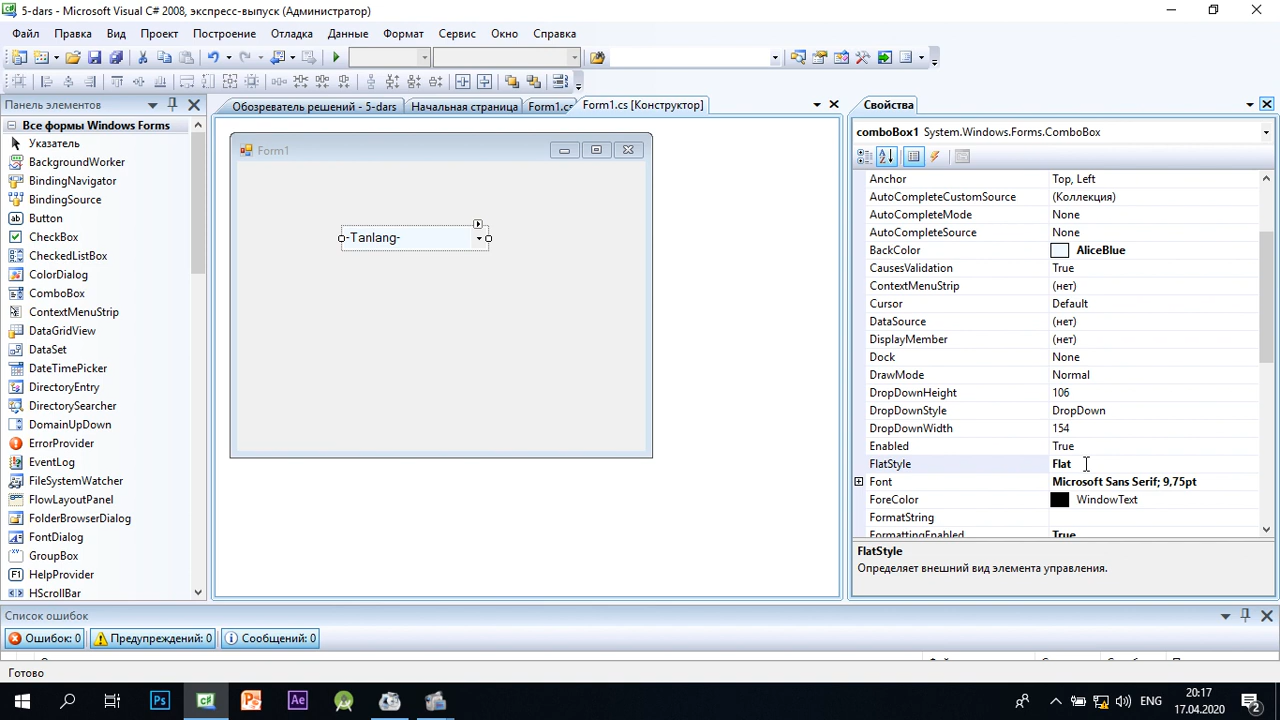 5-dars - Microsoft Visual C# 2008, экспресс-выпуск (Администратор)
Файл Правка Вид Проект Построение Отладка Данные Формат Сервис Окно Справка
Панель элементов
Обозреватель решений - 5-dars
Начальная страница
Form1.cs
Form1.cs [Конструктор]
Свойства
Все формы Windows Forms
Указатель
BackgroundWorker
BindingNavigator
BindingSource
Button
CheckBox
CheckedListBox
ColorDialog
ComboBox
ContextMenuStrip
DataGridView
DataSet
DateTimePicker
DirectoryEntry
DirectorySearcher
DomainUpDown
ErrorProvider
EventLog
FileSystemWatcher
FlowLayoutPanel
FolderBrowserDialog
FontDialog
GroupBox
HelpProvider
HScrollBar
Form1
-Tanlang-
comboBox1 System.Windows.Forms.ComboBox
Anchor Top, Left
AutoCompleteCustomSource (Коллекция)
AutoCompleteMode None
AutoCompleteSource None
BackColor AliceBlue
CausesValidation True
ContextMenuStrip (нет)
Cursor Default
DataSource (нет)
DisplayMember (нет)
Dock None
DrawMode Normal
DropDownHeight 106
DropDownStyle DropDown
DropDownWidth 154
Enabled True
FlatStyle Flat
Font Microsoft Sans Serif; 9,75pt
ForeColor WindowText
FormatString
FormattingEnabled True
FlatStyle
Определяет внешний вид элемента управления.
Список ошибок
Ошибок: 0 Предупреждений: 0 Сообщений: 0
Готово
Ps
C#
Ae
ENG
20:17
17.04.2020
2